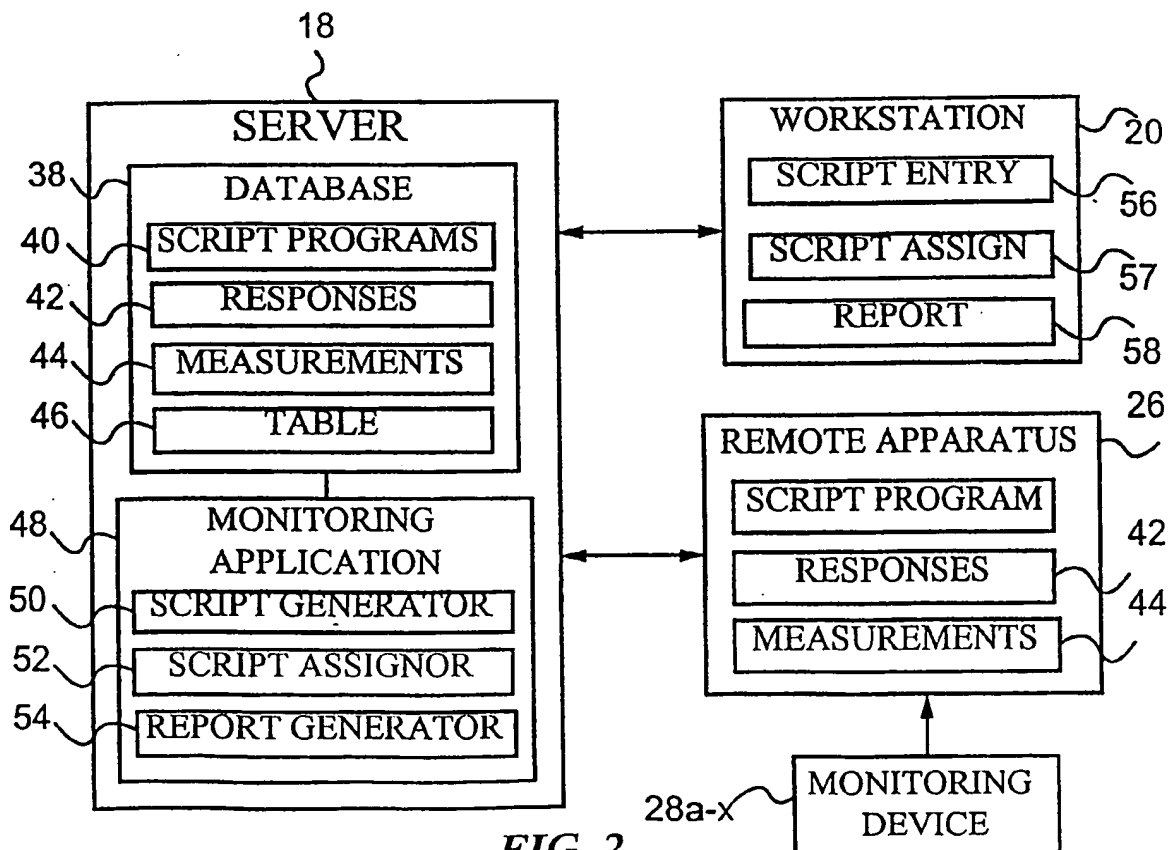 18
SERVER
38
DATABASE
40
SCRIPT PROGRAMS
42
RESPONSES
44
MEASUREMENTS
46
TABLE
48
MONITORING
APPLICATION
50
SCRIPT GENERATOR
52
SCRIPT ASSIGNOR
54
REPORT GENERATOR
WORKSTATION
20
SCRIPT ENTRY
56
SCRIPT ASSIGN
57
REPORT
58
26
REMOTE APPARATUS
SCRIPT PROGRAM
42
RESPONSES
44
MEASUREMENTS
28a-x
MONITORING
DEVICE
FIG. 2